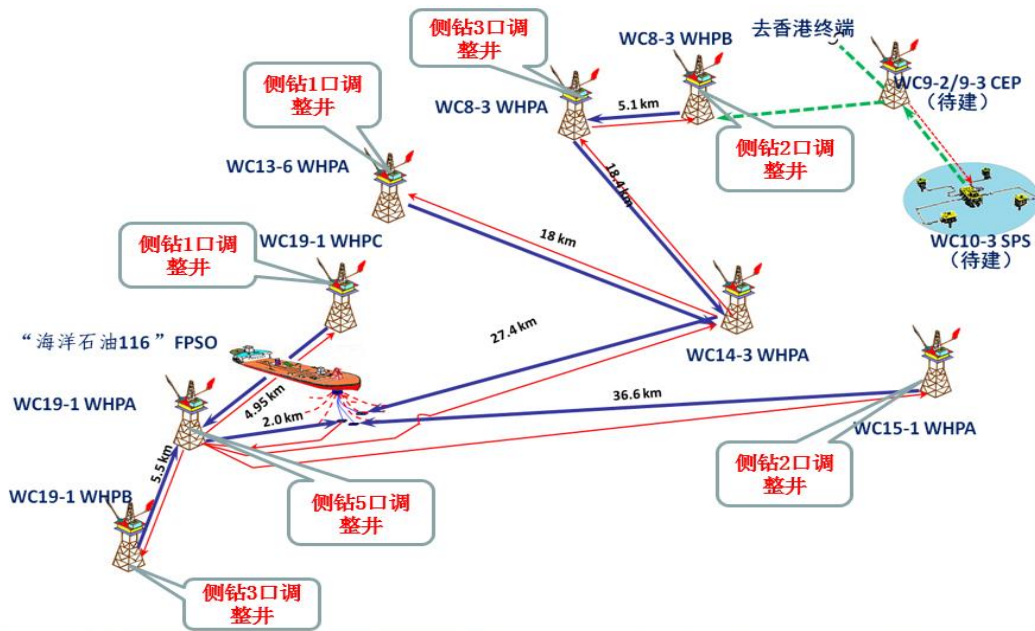 侧钻3口调
整井
WC8-3 WHPB
去香港终端
侧钻1口调
整井
WC8-3 WHPA
5.1 km
WC9-2/9-3 CEP
（待建）
侧钻2口调
整井
WC13-6 WHPA
18.4km
WC19-1 WHPC
18 km
WC10-3 SPS
（待建）
侧钻1口调
整井
27.4 km
“海洋石油116”FPSO
WC14-3 WHPA
WC19-1 WHPA
4.95 km
2.0 km
36.6 km
WC15-1 WHPA
侧钻2口调
整井
5.5 km
WC19-1 WHPB
侧钻5口调
整井
侧钻3口调
整井